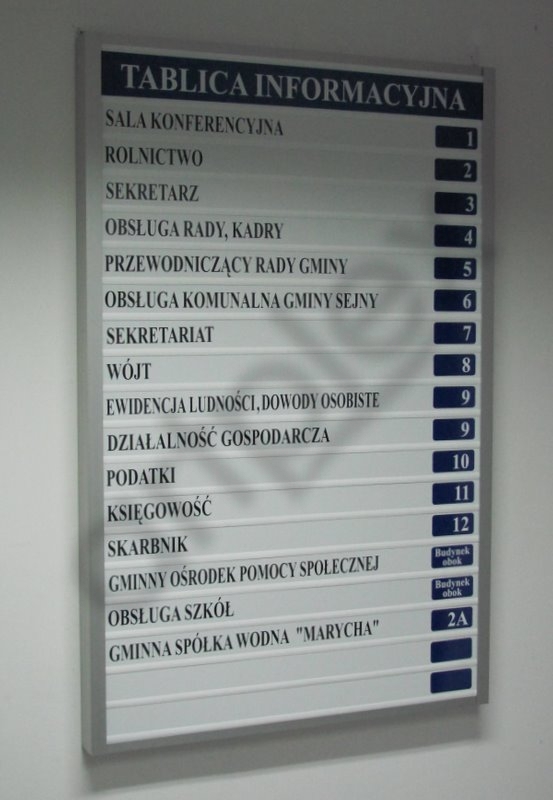 TABLICA INFORMACYJNA
SALA KONFERENCYJNA 1
ROLNICTWO 2
SEKRETARZ 3
OBSŁUGA RADY, KADRY 4
PRZEWODNICZĄCY RADY GMINY 5
OBSŁUGA KOMUNALNA GMINY SEJNY 6
SEKRETARIAT 7
WÓJT 8
EWIDENCJA LUDNOŚCI,DOWODY OSOBISTE 9
DZIAŁALNOŚĆ GOSPODARCZA 9
PODATKI 10
KSIĘGOWOŚĆ 11
SKARBNIK 12
GMINNY OŚRODEK POMOCY SPOŁECZNEJ Budynek obok
OBSŁUGA SZKÓŁ Budynek obok
GMINNA SPÓŁKA WODNA "MARYCHA" 2A